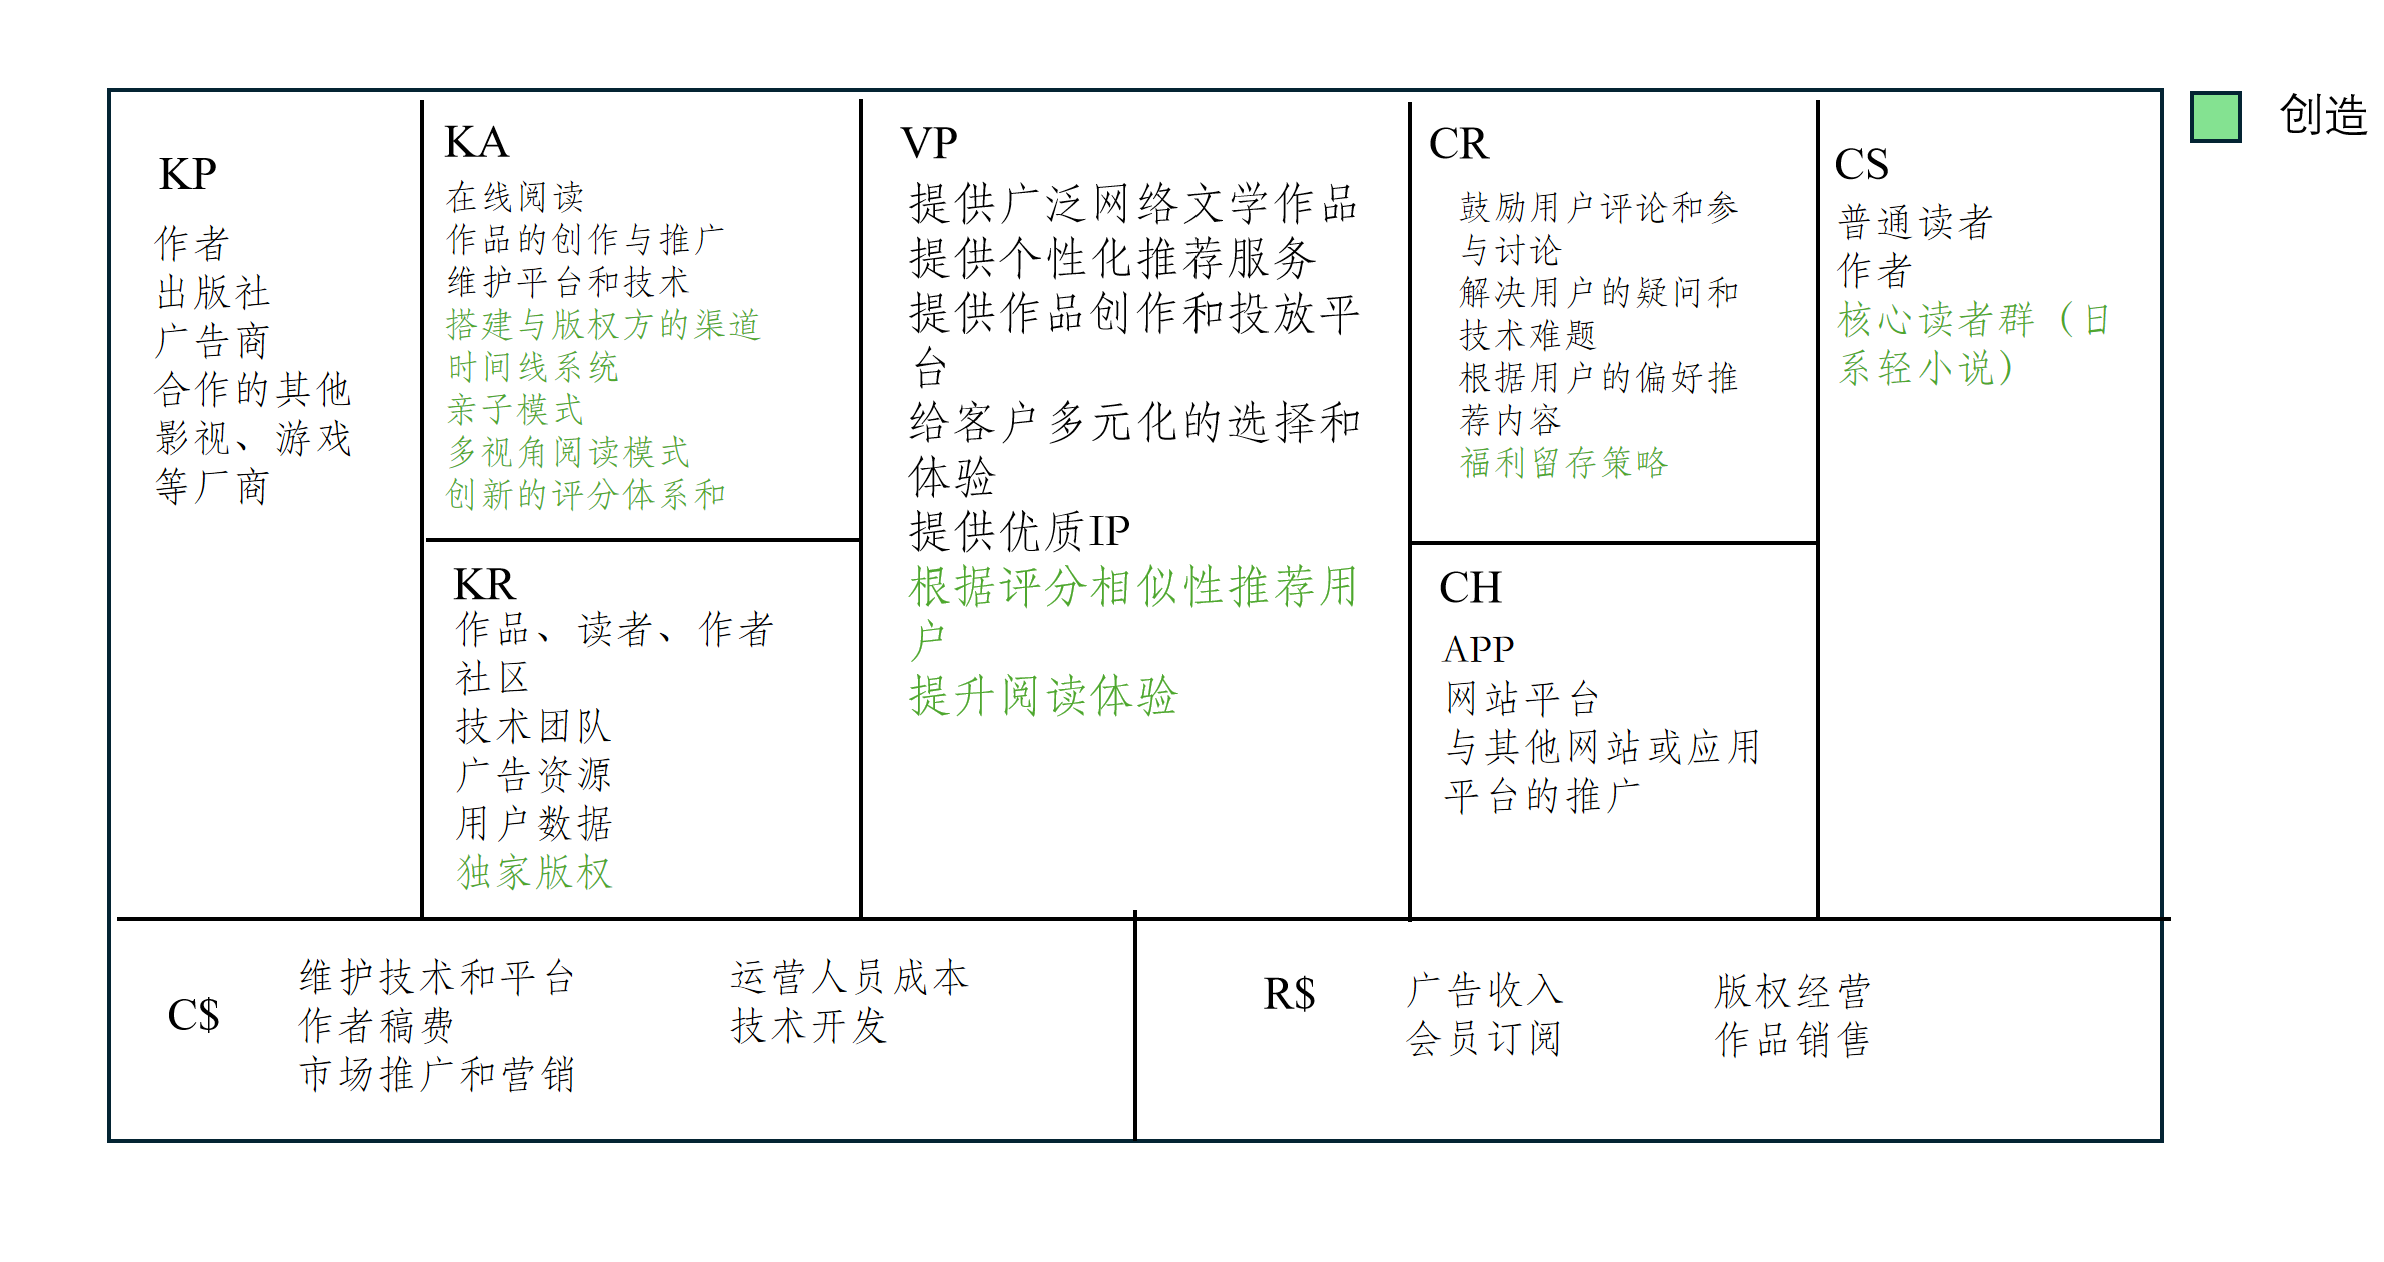 KP
作者
出版社
广告商
合作的其他
影视、游戏
等厂商
KA
在线阅读
作品的创作与推广
维护平台和技术
搭建与版权方的渠道
时间线系统
亲子模式
多视角阅读模式
创新的评分体系和
KR
作品、读者、作者
社区
技术团队
广告资源
用户数据
独家版权
VP
提供广泛网络文学作品
提供个性化推荐服务
提供作品创作和投放平
台
给客户多元化的选择和
体验
提供优质IP
根据评分相似性推荐用
户
提升阅读体验
CR
鼓励用户评论和参
与讨论
解决用户的疑问和
技术难题
根据用户的偏好推
荐内容
福利留存策略
CH
APP
网站平台
与其他网站或应用
平台的推广
CS
普通读者
作者
核心读者群（日
系轻小说）
创造
C$
维护技术和平台
作者稿费
市场推广和营销
运营人员成本
技术开发
R$
广告收入
会员订阅
版权经营
作品销售